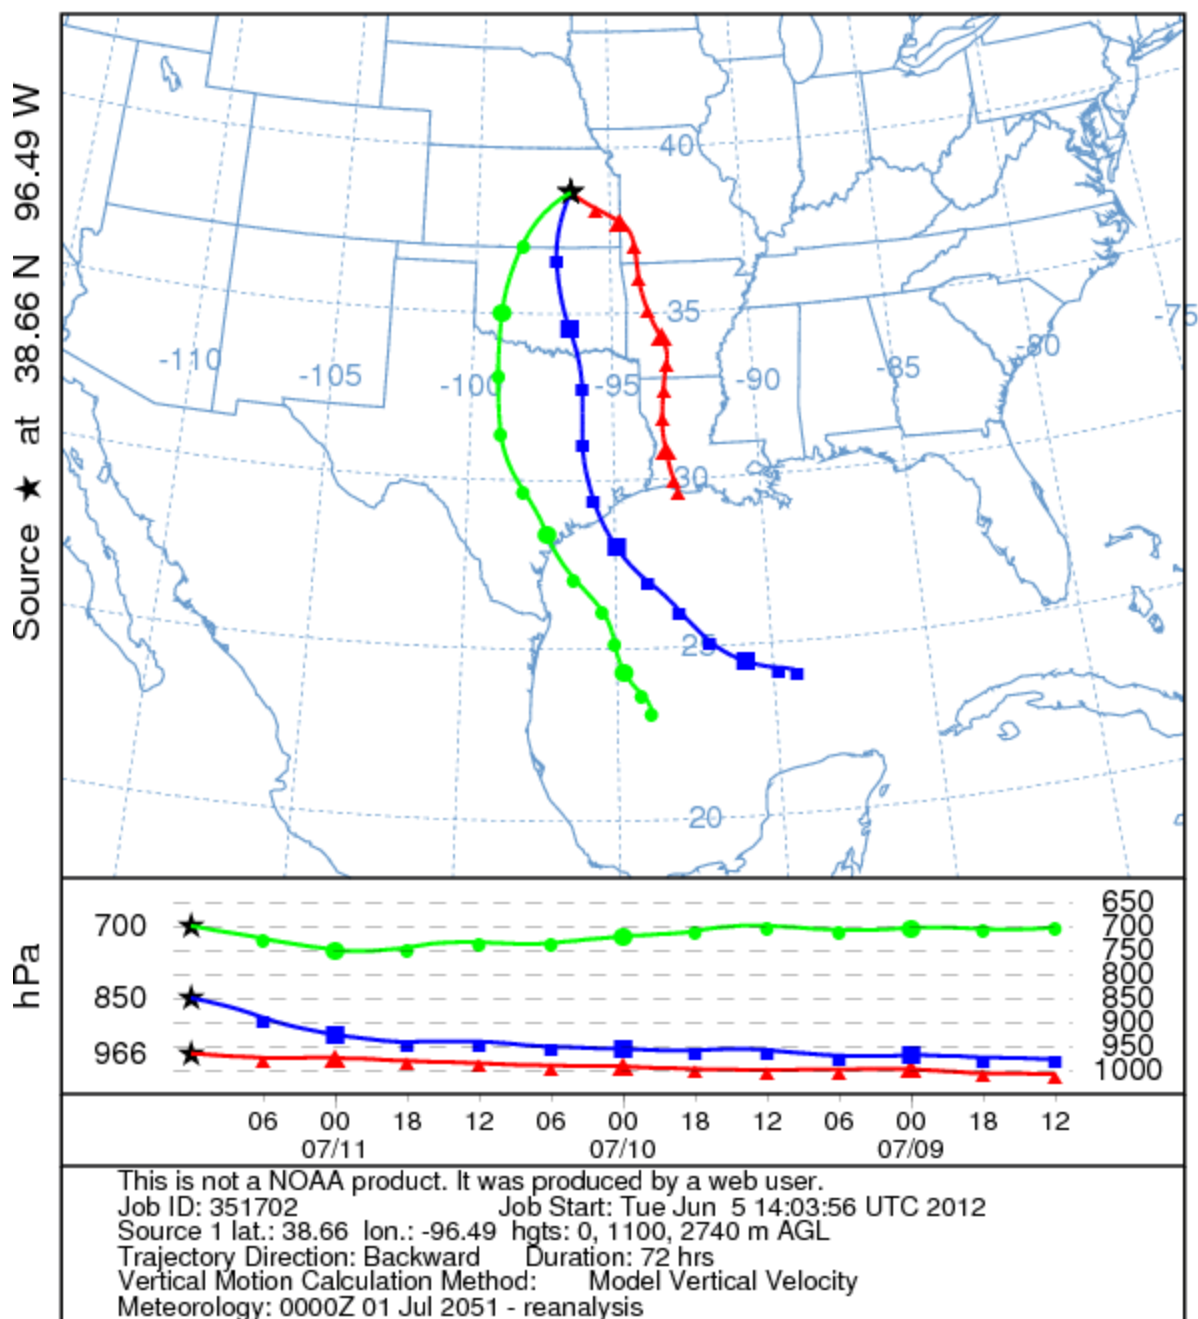 Source ★ at 38.66 N 96.49 W
40
35
-75
-110
-105
-100
-95
-90
-85
-80
30
25
20
hPa
700
850
966
650
700
750
800
850
900
950
1000
06 00 18 12 06 00 18 12 06 00 18 12
07/11 07/10 07/09
This is not a NOAA product. It was produced by a web user.
Job ID: 351702 Job Start: Tue Jun 5 14:03:56 UTC 2012
Source 1 lat.: 38.66 lon.: -96.49 hgts: 0, 1100, 2740 m AGL
Trajectory Direction: Backward Duration: 72 hrs
Vertical Motion Calculation Method: Model Vertical Velocity
Meteorology: 0000Z 01 Jul 2051 - reanalysis